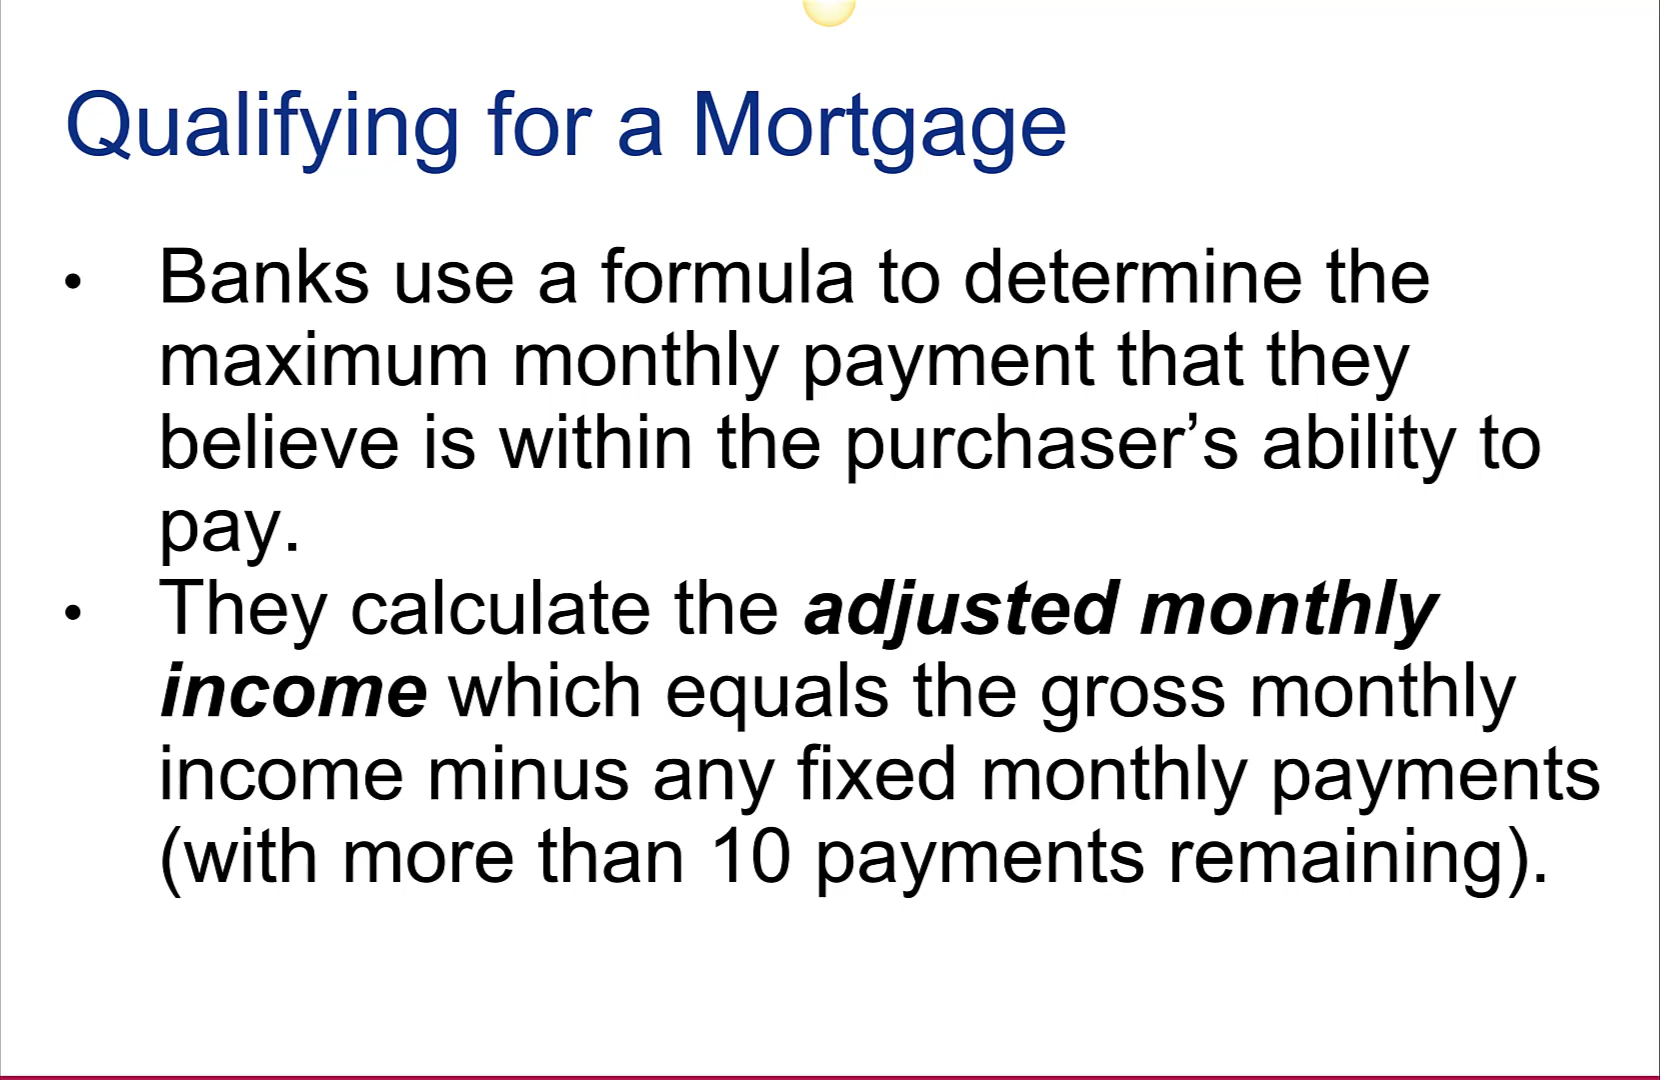 Qualifying for a Mortgage
• Banks use a formula to determine the
maximum monthly payment that they
believe is within the purchaser’s ability to
pay.
• They calculate the adjusted monthly
income which equals the gross monthly
income minus any fixed monthly payments
(with more than 10 payments remaining).